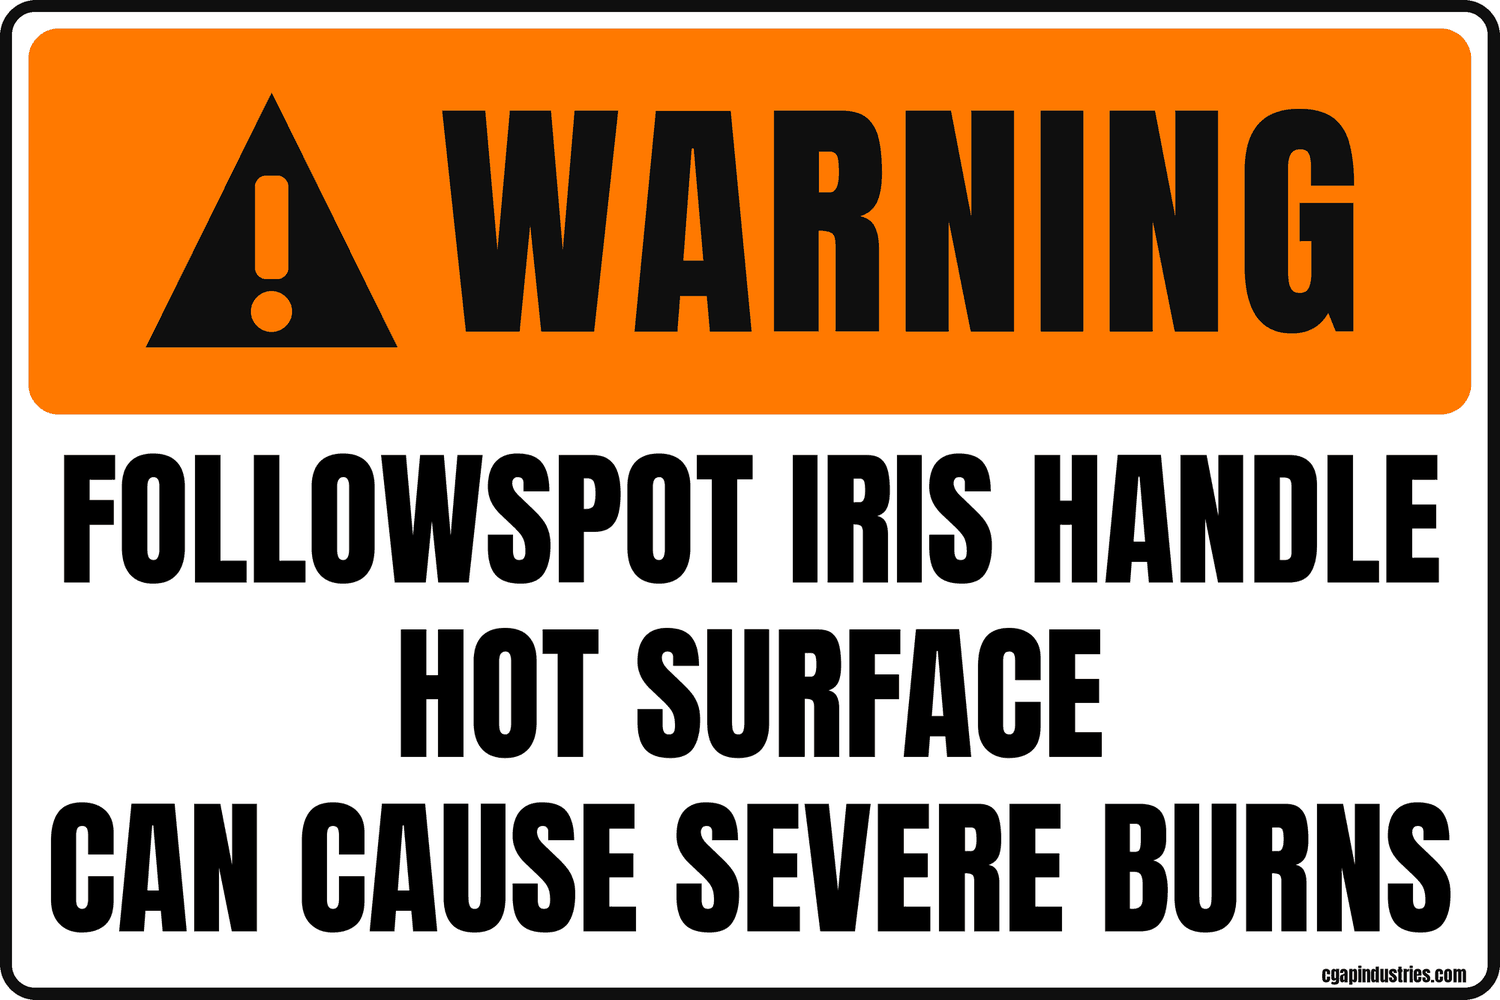 WARNING
FOLLOWSPOT IRIS HANDLE
HOT SURFACE
CAN CAUSE SEVERE BURNS
cgapindustries.com